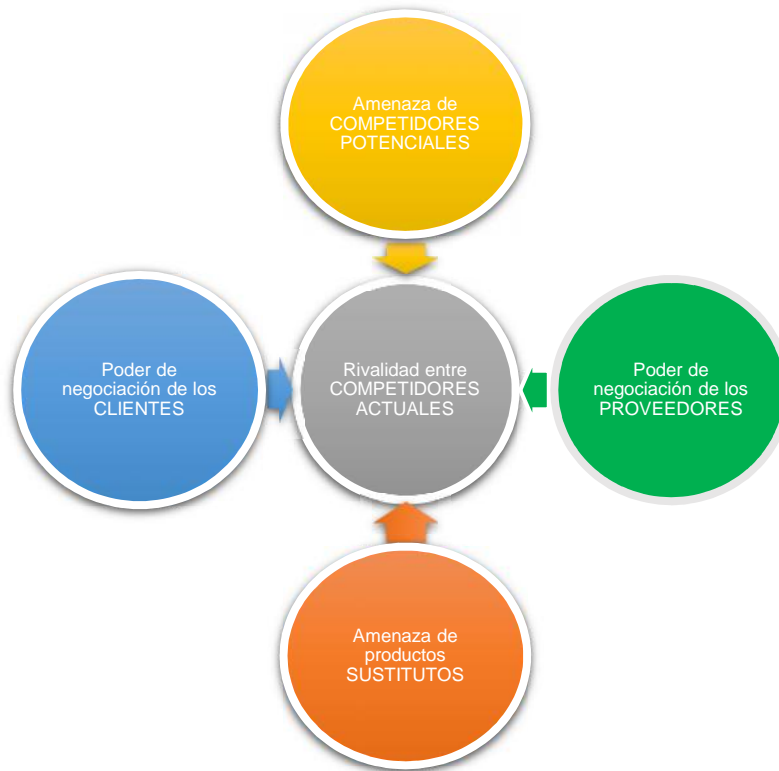 Amenaza de
COMPETIDORES
POTENCIALES
Poder de
negociación de los
CLIENTES
Rivalidad entre
COMPETIDORES
ACTUALES
Poder de
negociación de los
PROVEEDORES
Amenaza de
productos
SUSTITUTOS